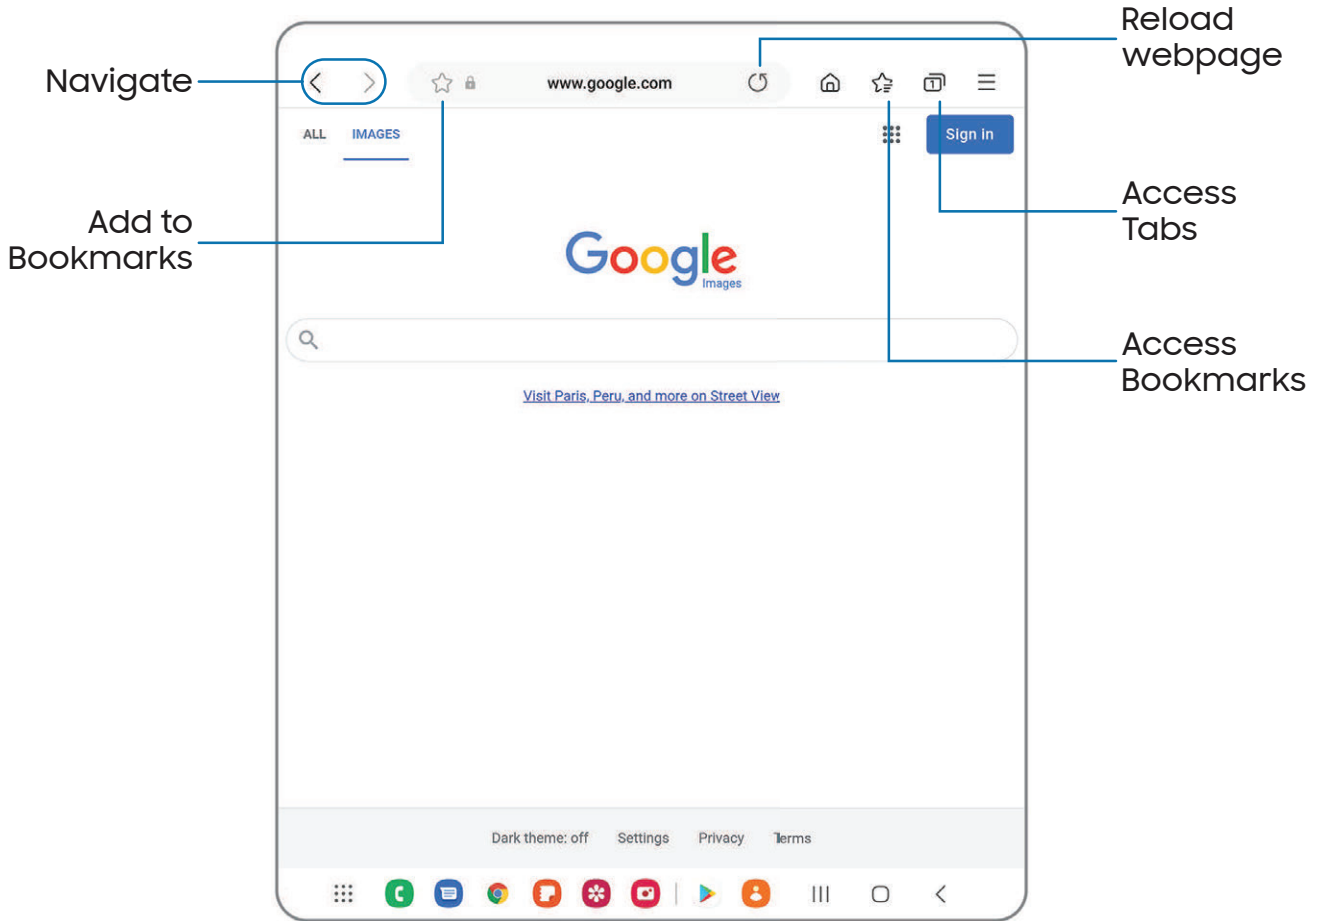 Reload
webpage
Navigate
www.google.com
1
ALL IMAGES
Sign in
Access
Tabs
Add to
Bookmarks
Google
Images
Access
Bookmarks
Visit Paris, Peru, and more on Street View
Dark theme: off Settings Privacy Terms